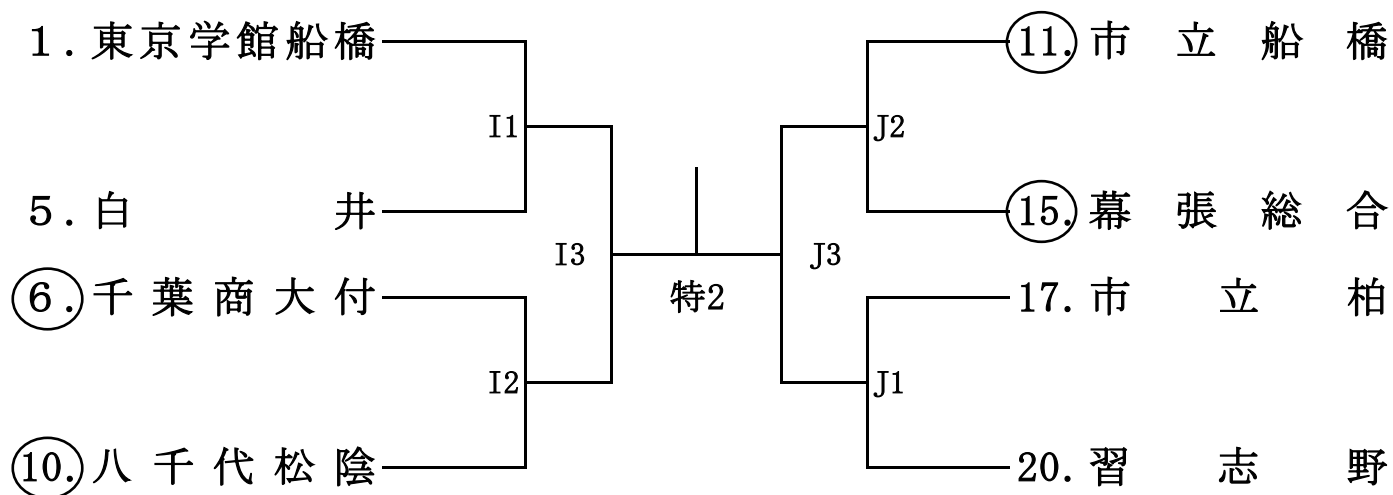 1.東京学館船橋
I1
5.白井
I3
6.千葉商大付
I2
10.八千代松陰
特2
11.市立船橋
J2
15.幕張総合
J3
17.市立柏
J1
20.習志野